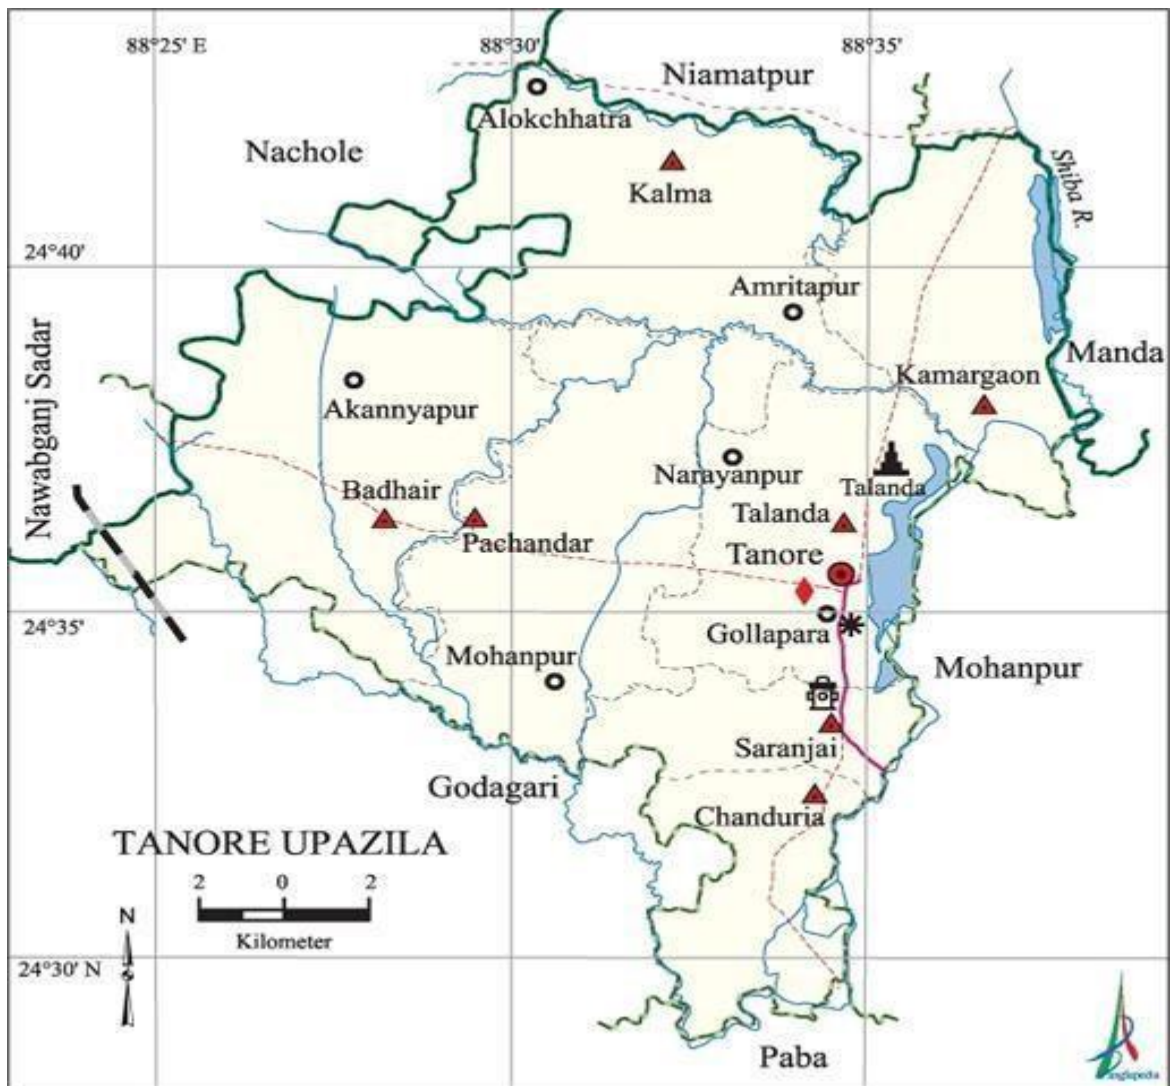 88°25' E
88°30'
88°35'
Niamatpur
Alokchhatra
Nachole
Shiba R.
Kalma
24°40'
Amritapur
Manda
Nawabganj Sadar
Kamargaon
Akannyapur
Narayanpur
Talanda
Badhair
Talanda
Pachandar
Tanore
24°35'
Gollapara
Mohanpur
Mohanpur
Saranjai
Godagari
Chanduria
TANORE UPAZILA
2 0 2
Kilometer
N
24°30' N
Paba